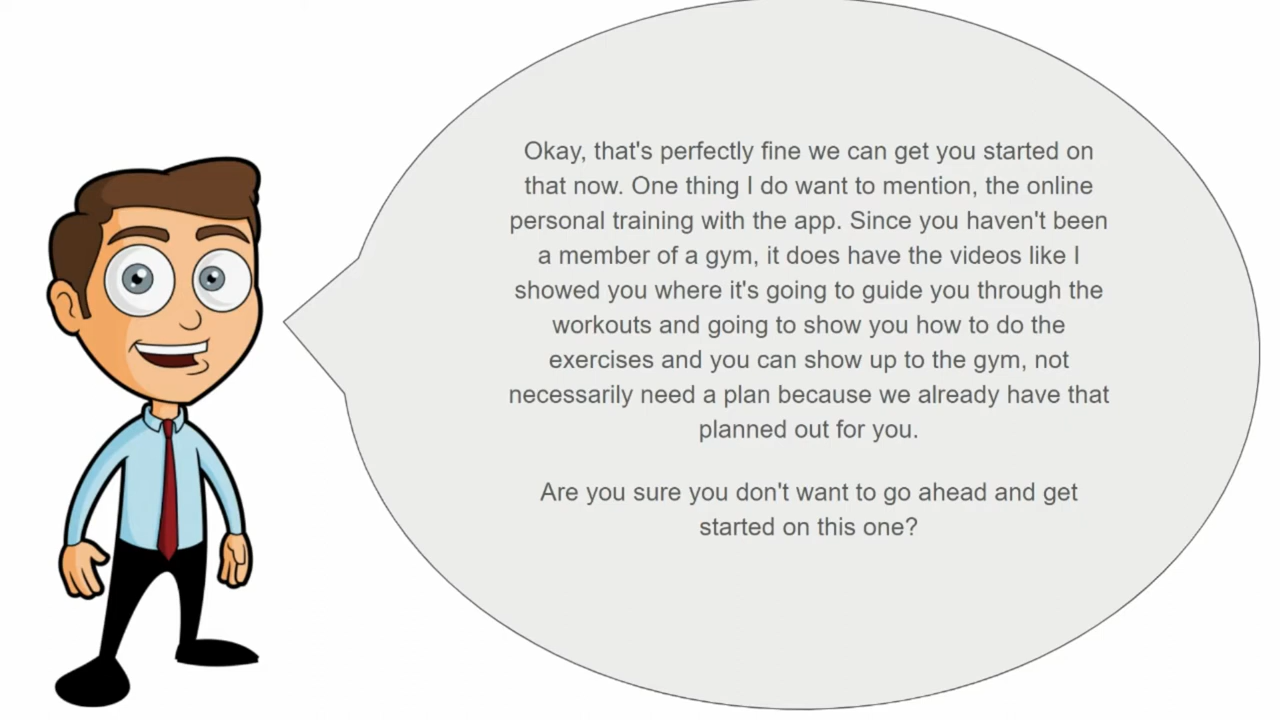 Okay, that's perfectly fine we can get you started on
that now. One thing I do want to mention, the online
personal training with the app. Since you haven't been
a member of a gym, it does have the videos like I
showed you where it's going to guide you through the
workouts and going to show you how to do the
exercises and you can show up to the gym, not
necessarily need a plan because we already have that
planned out for you.
Are you sure you don't want to go ahead and get
started on this one?